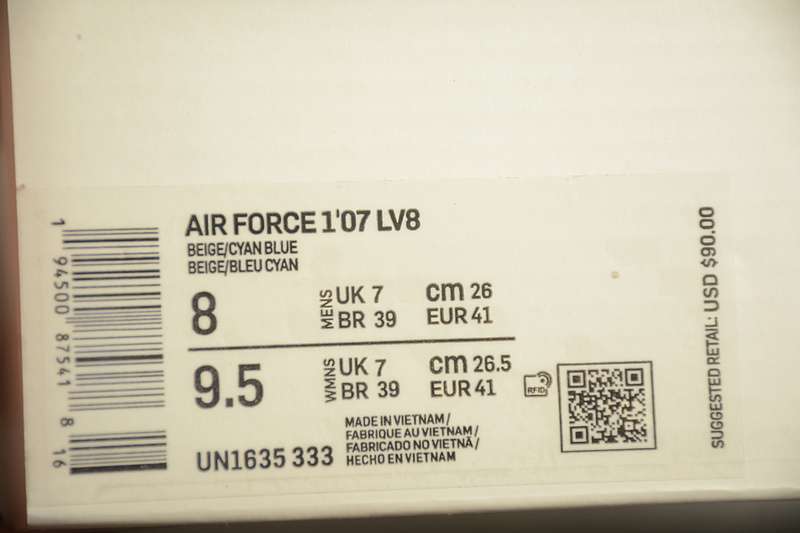 AIR FORCE 1'07 LV8
BEIGE/CYAN BLUE
BEIGE/BLEU CYAN
8
MENS
UK 7
BR 39
cm 26
EUR 41
9.5
WMNS
UK 7
BR 39
cm 26.5
EUR 41
RFID
UN1635 333
MADE IN VIETNAM/
FABRIQUE AU VIETNAM/
FABRICADO NO VIETNÃ/
HECHO EN VIETNAM
1 94500 87541 8 16
SUGGESTED RETAIL: USD $90.00